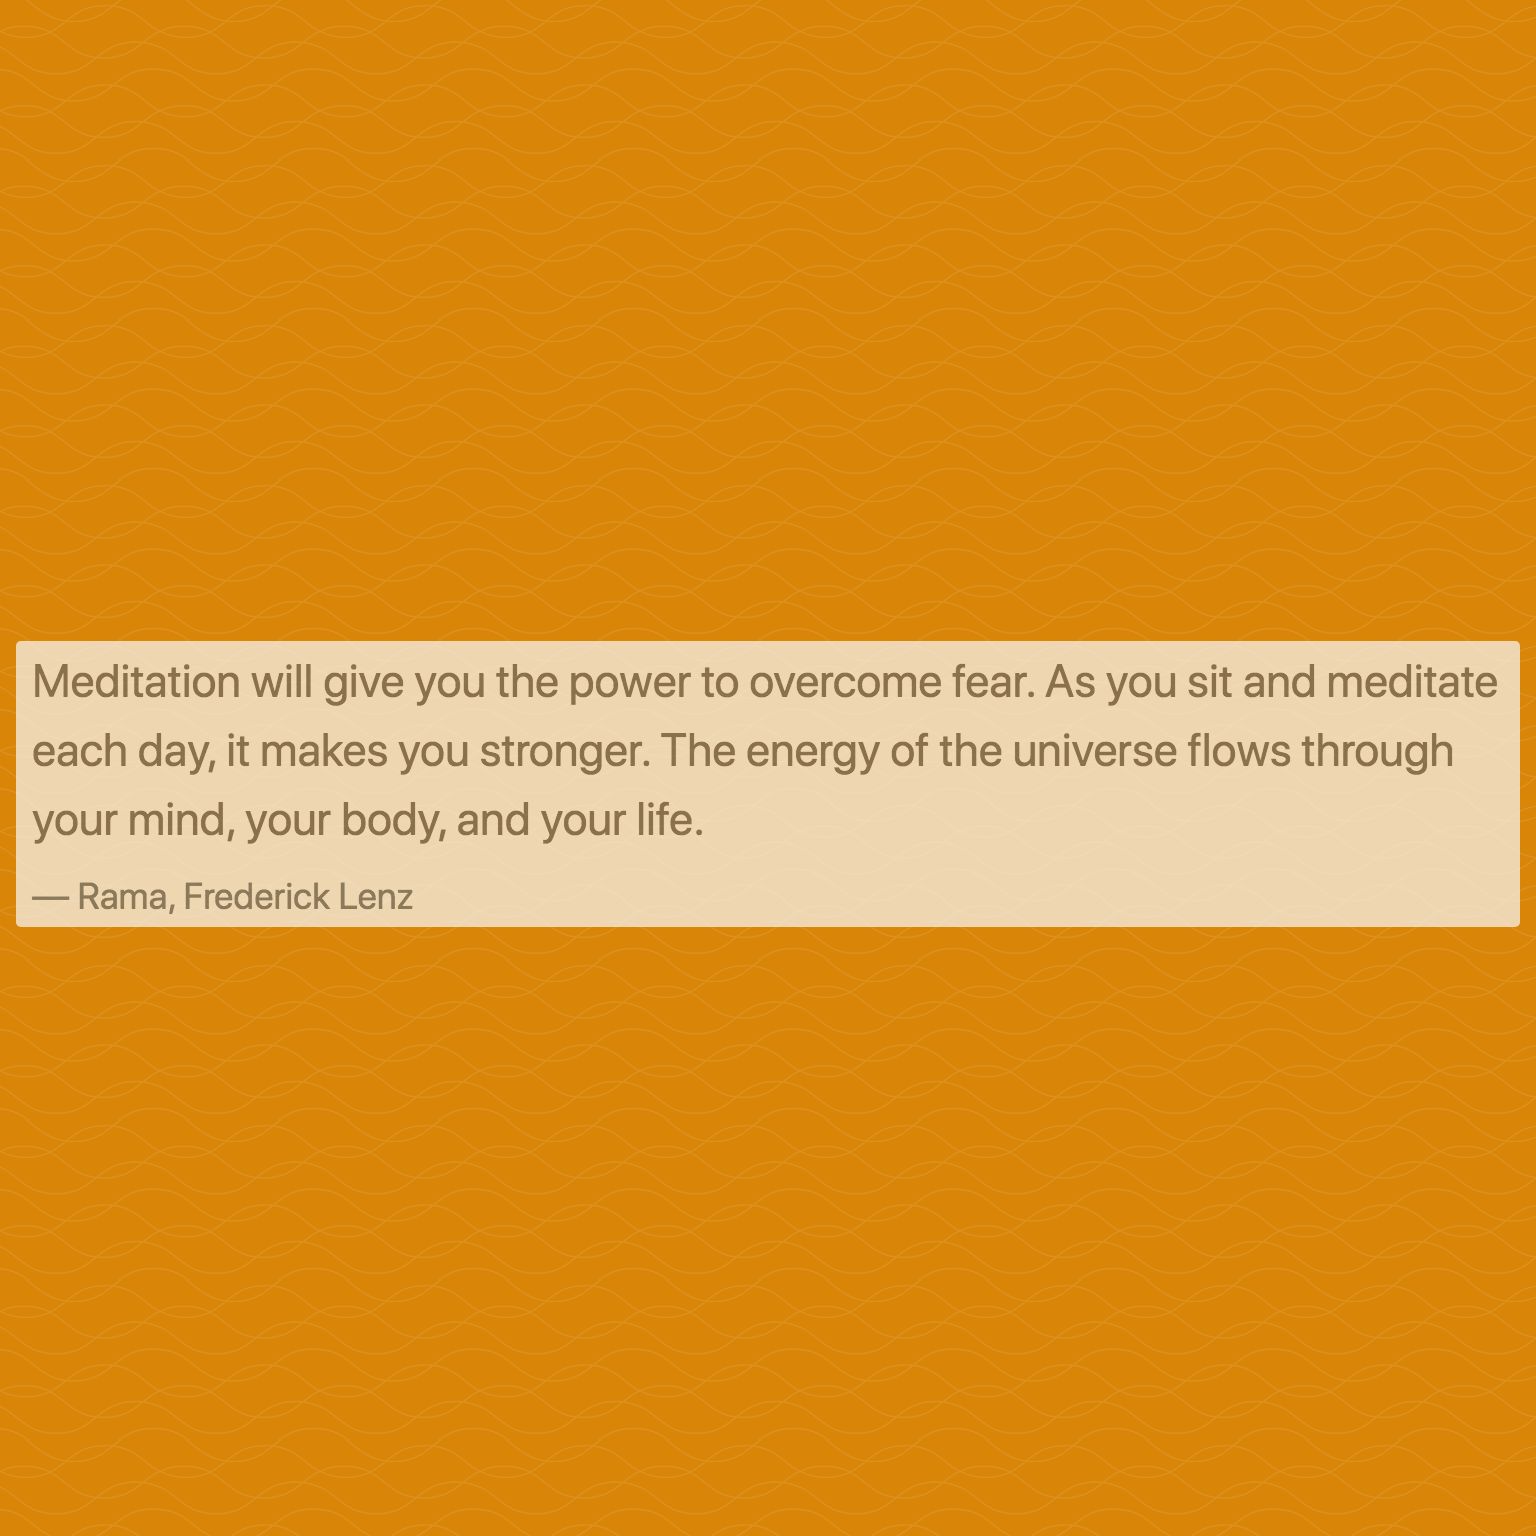 Meditation will give you the power to overcome fear. As you sit and meditate
each day, it makes you stronger. The energy of the universe flows through
your mind, your body, and your life.
— Rama, Frederick Lenz